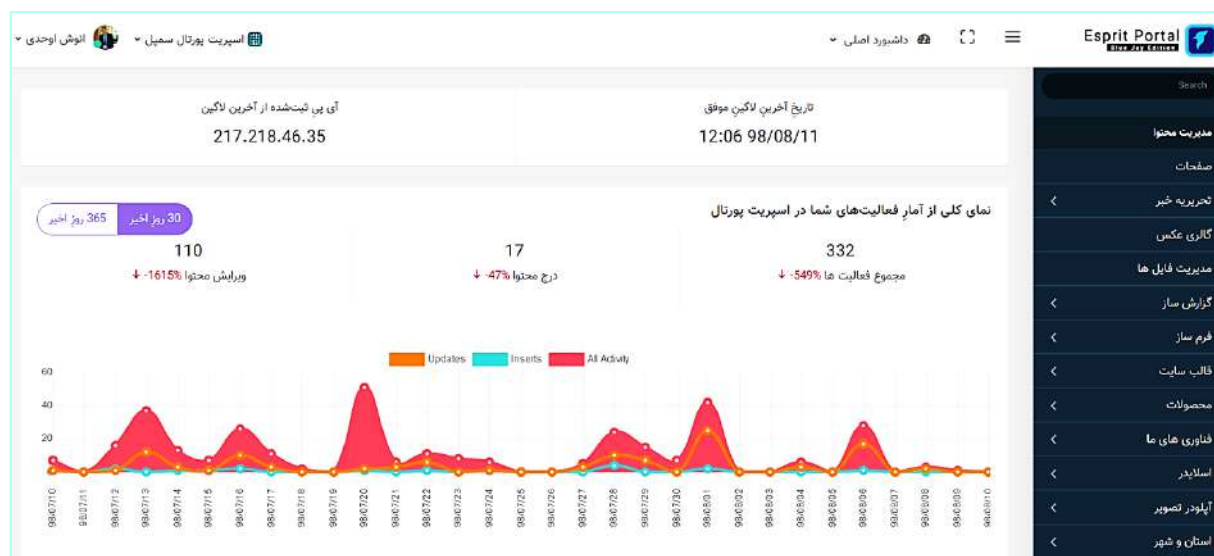 Esprit Portal
Blue Jay Edition
داشبورد اصلی
اسپریت پورتال سمپل
انوش اوحدی
Search
مدیریت محتوا
صفحات
تحریریه خبر
گالری عکس
مدیریت فایل ها
گزارش ساز
فرم ساز
قالب سایت
محصولات
فناوری های ما
اسلایدر
آپلودر تصویر
استان و شهر
تاریخ آخرین لاگین موفق
12:06 98/08/11
آی پی ثبت‌شده از آخرین لاگین
217.218.46.35
نمای کلی از آمار فعالیت‌های شما در اسپریت پورتال
30 روز اخیر
365 روز اخیر
332
مجموع فعالیت ها 549%- ↓
17
درج محتوا 47%- ↓
110
ویرایش محتوا 1615%- ↓
Updates Inserts All Activity
60
40
20
98/07/10
98/07/11
98/07/12
98/07/13
98/07/14
98/07/15
98/07/16
98/07/17
98/07/18
98/07/19
98/07/20
98/07/21
98/07/22
98/07/23
98/07/24
98/07/25
98/07/26
98/07/27
98/07/28
98/07/29
98/07/30
98/08/01
98/08/02
98/08/03
98/08/04
98/08/05
98/08/06
98/08/07
98/08/08
98/08/09
98/08/10